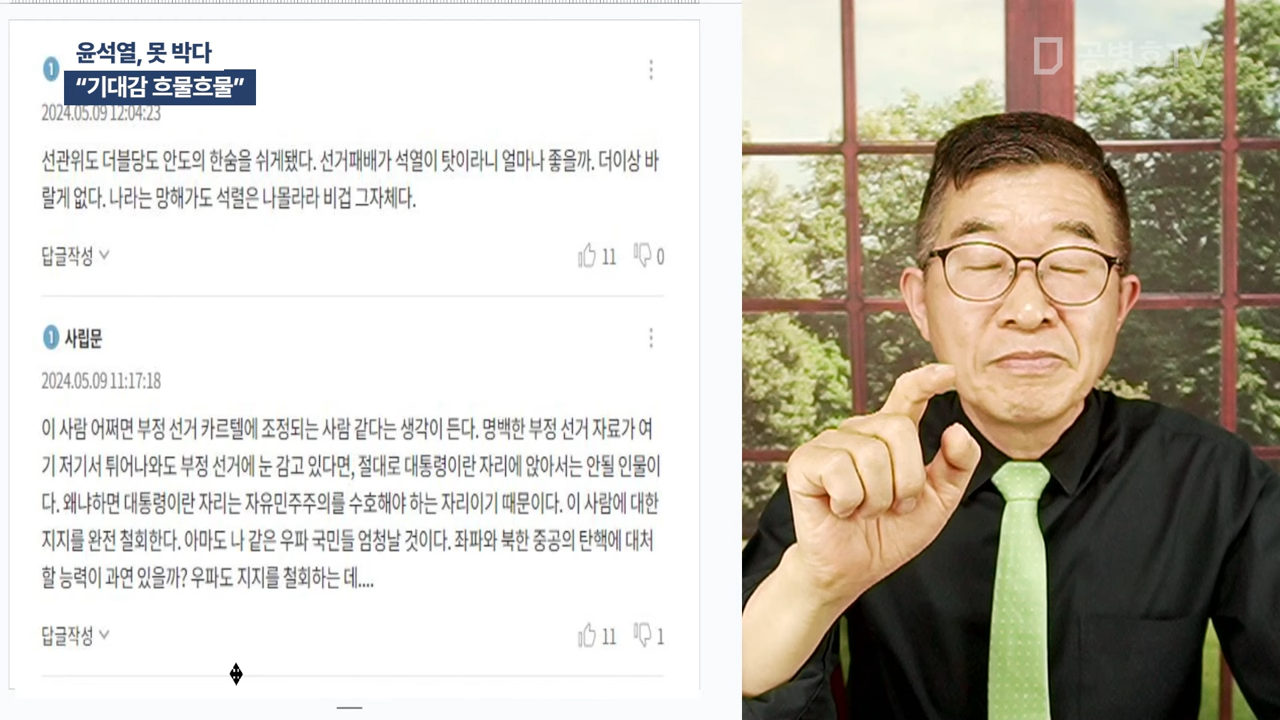 윤석열, 못 박다
“기대감 흐물흐물”
공병호TV
1
2024.05.09 12:04:23
선관위도 더블당도 안도의 한숨을 쉬게됐다. 선거패배가 석열이 탓이라니 얼마나 좋을까. 더이상 바
랄게 없다. 나라는 망해가도 석렬은 나몰라라 비겁 그자체다.
답글작성 11 0
1 사립문
2024.05.09 11:17:18
이 사람 어쩌면 부정 선거 카르텔에 조정되는 사람 같다는 생각이 든다. 명백한 부정 선거 자료가 여
기 저기서 튀어나와도 부정 선거에 눈 감고 있다면, 절대로 대통령이란 자리에 앉아서는 안될 인물이
다. 왜냐하면 대통령이란 자리는 자유민주주의를 수호해야 하는 자리이기 때문이다. 이 사람에 대한
지지를 완전 철회한다. 아마도 나 같은 우파 국민들 엄청날 것이다. 좌파와 북한 중공의 탄핵에 대처
할 능력이 과연 있을까? 우파도 지지를 철회하는 데....
답글작성 11 1